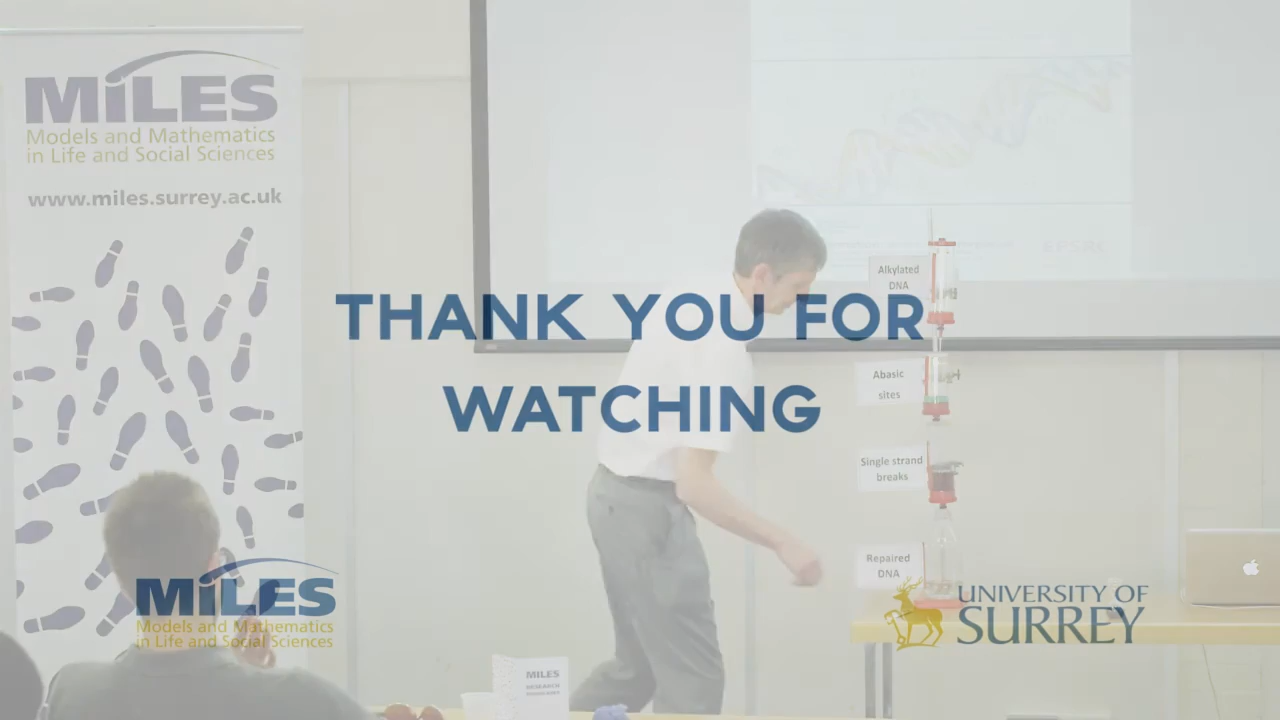 MiLES
Models and Mathematics
in Life and Social Sciences
www.miles.surrey.ac.uk
EPSRC
Alkylated
DNA
THANK YOU FOR
WATCHING
Abasic
sites
Single strand
breaks
Repaired
DNA
MiLES
Models and Mathematics
in Life and Social Sciences
UNIVERSITY OF
SURREY
MILES
RESEARCH